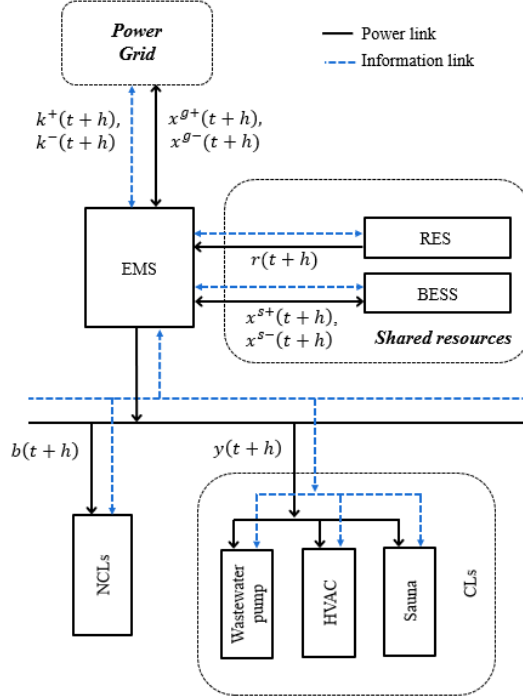 Power
Grid
Power link
Information link
k⁺(t + h),
k⁻(t + h)
x^{g+}(t + h),
x^{g−}(t + h)
EMS
RES
r(t + h)
BESS
x^{s+}(t + h),
x^{s−}(t + h)
Shared resources
b(t + h)
y(t + h)
NCLs
Wastewater
pump
HVAC
Sauna
CLs